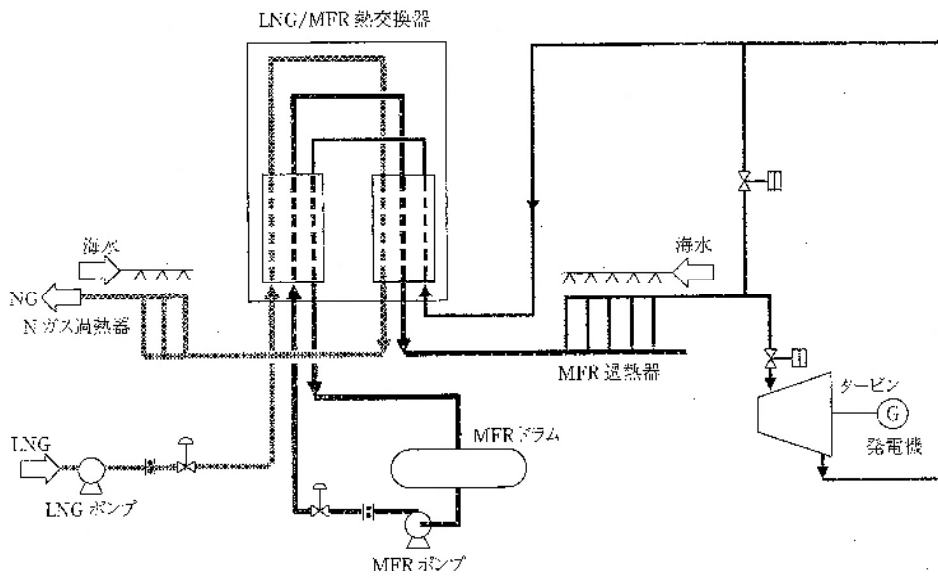 LNG/MFR 熱交換器
海水
NG
Nガス過熱器
海水
MFR 過熱器
タービン
G
発電機
LNG
LNG ポンプ
MFR ドラム
MFR ポンプ